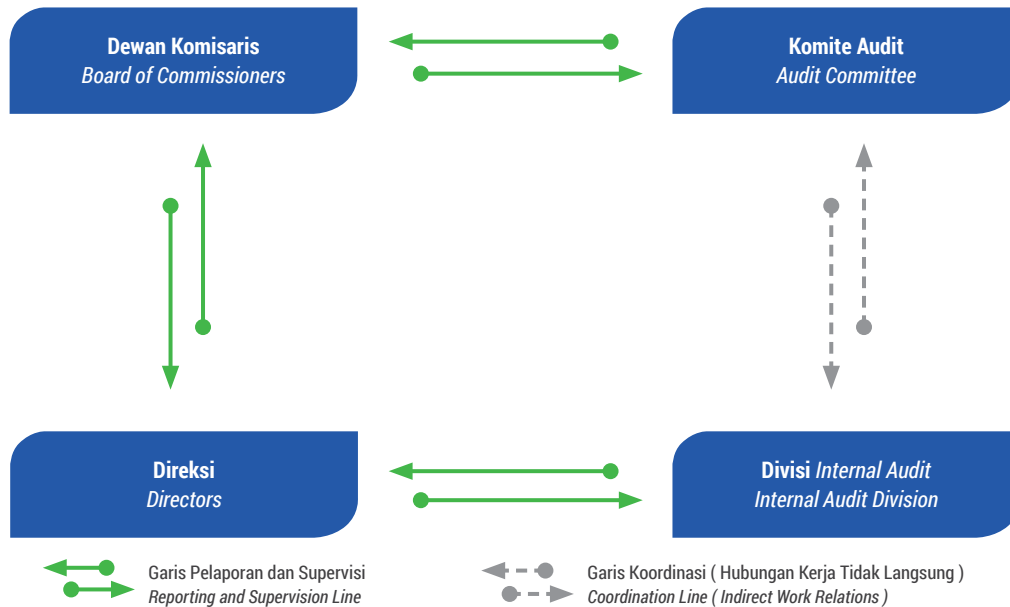 Dewan Komisaris
Board of Commissioners
Komite Audit
Audit Committee
Direksi
Directors
Divisi Internal Audit
Internal Audit Division
Garis Pelaporan dan Supervisi
Reporting and Supervision Line
Garis Koordinasi ( Hubungan Kerja Tidak Langsung )
Coordination Line ( Indirect Work Relations )